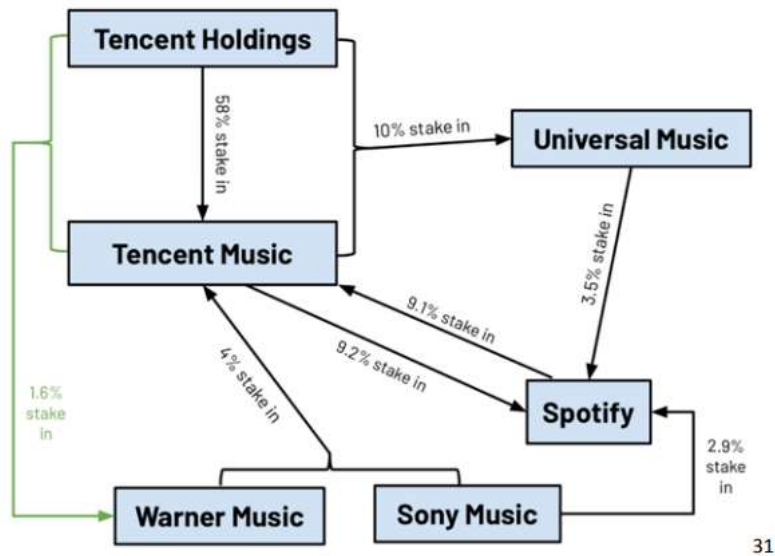 Tencent Holdings
58% stake in
10% stake in
Universal Music
Tencent Music
3.5% stake in
9.1% stake in
9.2% stake in
4% stake in
1.6%
stake
in
Spotify
2.9%
stake
in
Warner Music
Sony Music
31